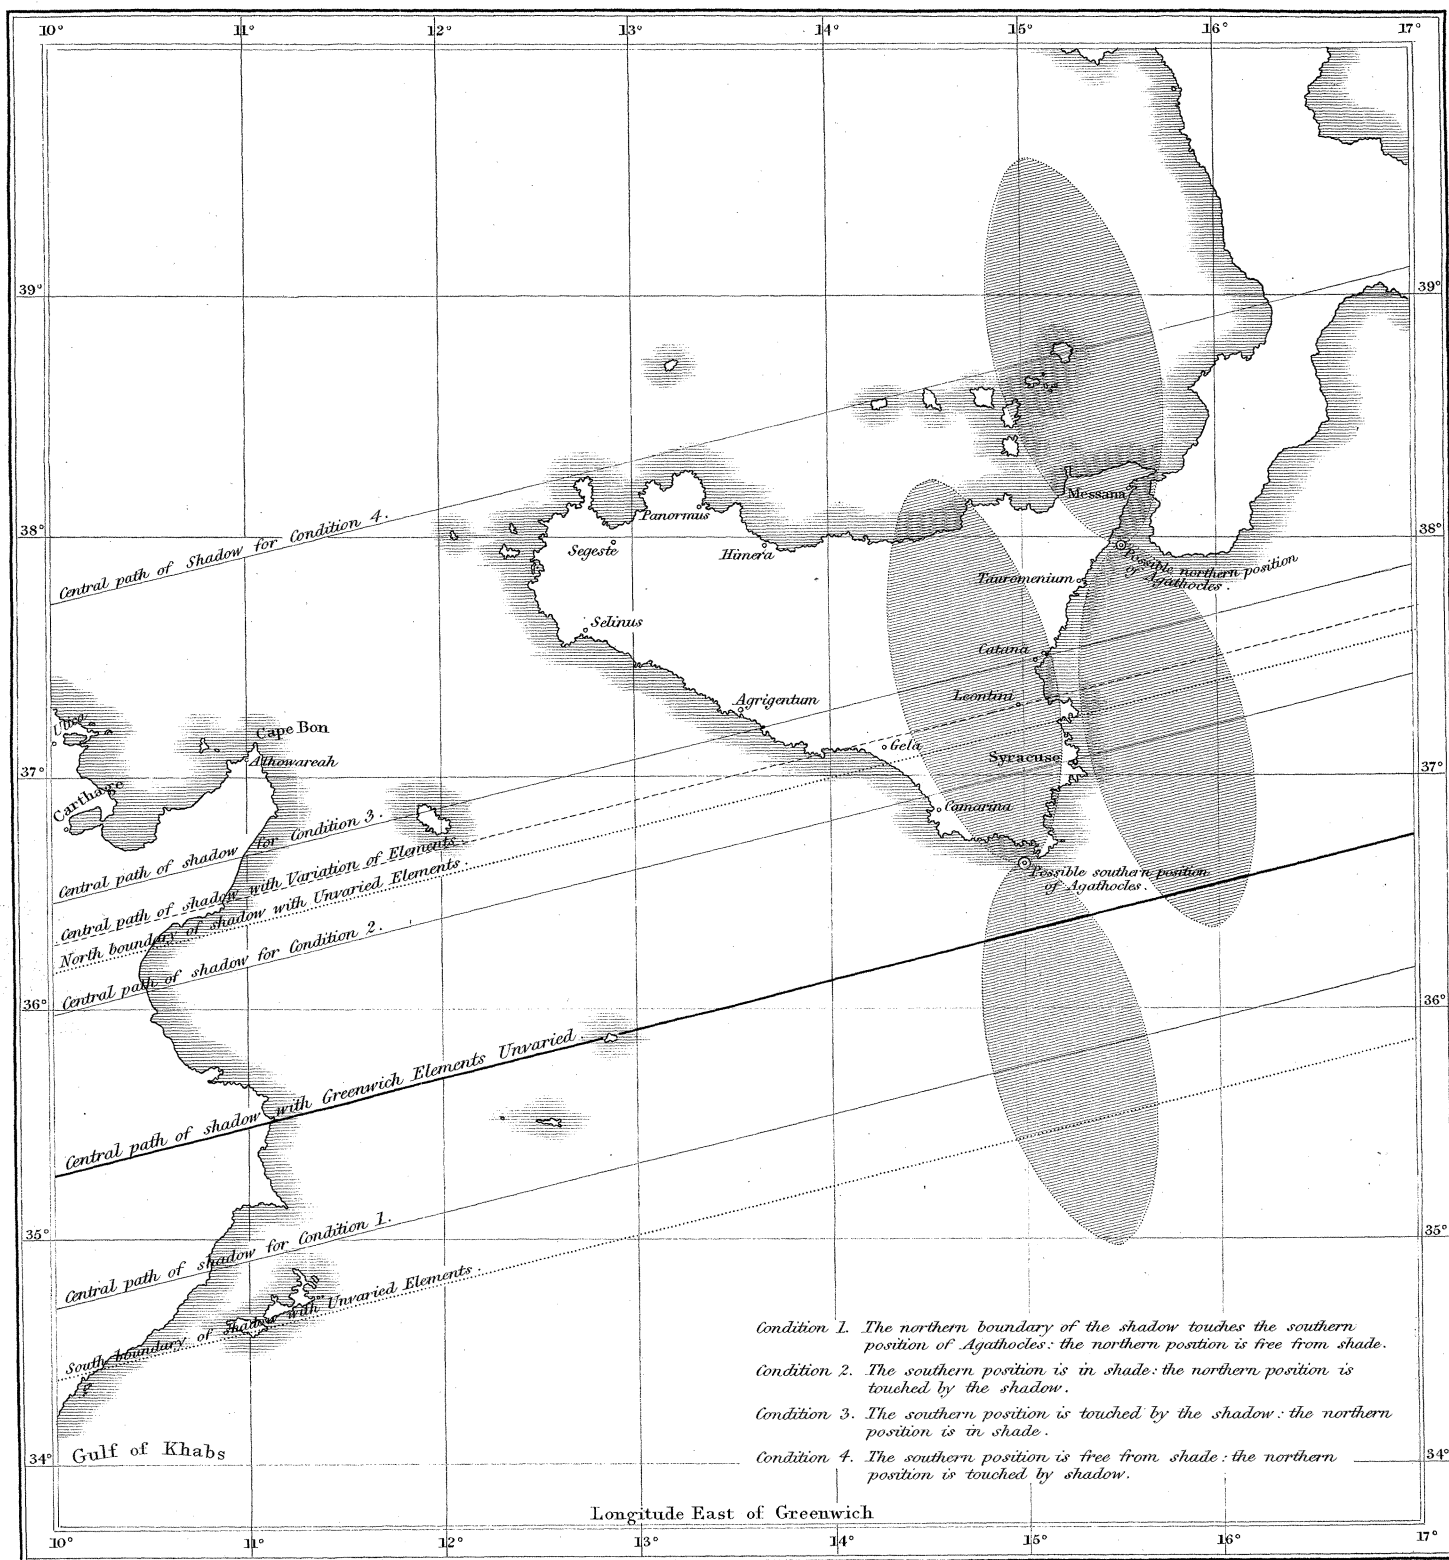 10° 11° 12° 13° 14° 15° 16° 17°
39° 39°
Central path of Shadow for Condition 4.
38° 38°
Panormus
Segeste
Himera
Messana
Possible northern position
of Agathocles.
Tauromenium
Selinus
Catana
Leontini
Agrigentum
Utica
Cape Bon
Gela
Syracuse
Athowareah
37° 37°
Carthage
Camarina
Central path of shadow for Condition 3.
Central path of shadow with Variation of Elements.
North boundary of shadow with Unvaried Elements.
Possible southern position
of Agathocles.
Central path of shadow for Condition 2.
36° 36°
Central path of shadow with Greenwich Elements Unvaried
35° 35°
Central path of shadow for Condition 1.
South boundary of shadow with Unvaried Elements.
Condition 1. The northern boundary of the shadow touches the southern
position of Agathocles: the northern position is free from shade.
Condition 2. The southern position is in shade: the northern position is
touched by the shadow.
Condition 3. The southern position is touched by the shadow: the northern
position is in shade.
Condition 4. The southern position is free from shade: the northern
position is touched by shadow.
Gulf of Khabs
34° 34°
Longitude East of Greenwich
10° 11° 12° 13° 14° 15° 16° 17°